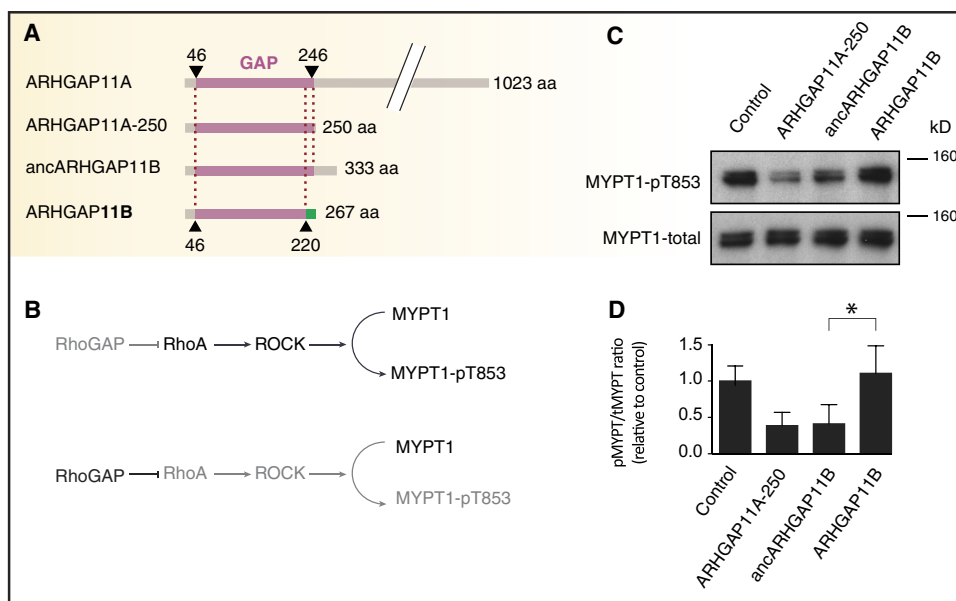 A
46
GAP
246
ARHGAP11A
1023 aa
ARHGAP11A-250
250 aa
ancARHGAP11B
333 aa
ARHGAP11B
267 aa
46
220
B
RhoGAP
RhoA
ROCK
MYPT1
MYPT1-pT853
RhoGAP
RhoA
ROCK
MYPT1
MYPT1-pT853
C
Control
ARHGAP11A-250
ancARHGAP11B
ARHGAP11B
kD
160
MYPT1-pT853
160
MYPT1-total
D
*
pMYPT/tMYPT ratio
(relative to control)
1.5
1.0
0.5
0.0
Control
ARHGAP11A-250
ancARHGAP11B
ARHGAP11B